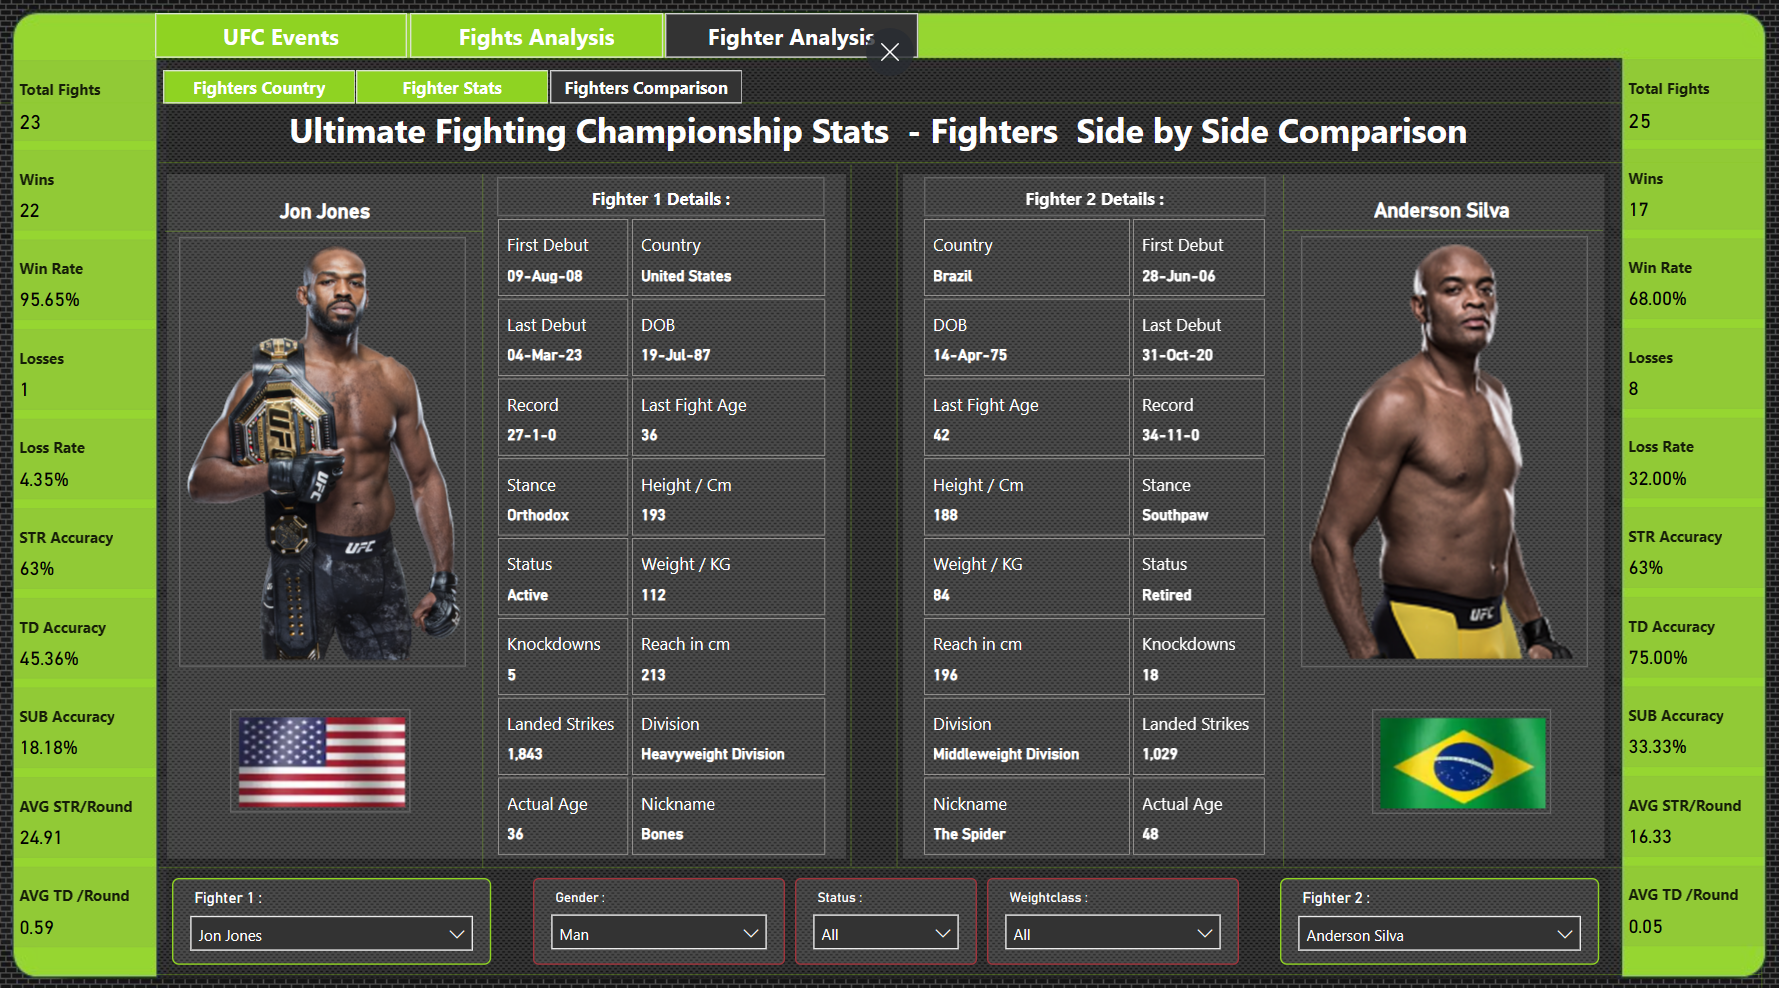 UFC Events
Fights Analysis
Fighter Analysis
Fighters Country
Fighter Stats
Fighters Comparison
Ultimate Fighting Championship Stats - Fighters Side by Side Comparison
Total Fights
23
Wins
22
Win Rate
95.65%
Losses
1
Loss Rate
4.35%
STR Accuracy
63%
TD Accuracy
45.36%
SUB Accuracy
18.18%
AVG STR/Round
24.91
AVG TD /Round
0.59
Jon Jones
UFC
UFC
UFC
Fighter 1 Details :
First Debut
09-Aug-08
Country
United States
Last Debut
04-Mar-23
DOB
19-Jul-87
Record
27-1-0
Last Fight Age
36
Stance
Orthodox
Height / Cm
193
Status
Active
Weight / KG
112
Knockdowns
5
Reach in cm
213
Landed Strikes
1,843
Division
Heavyweight Division
Actual Age
36
Nickname
Bones
Fighter 2 Details :
Country
Brazil
First Debut
28-Jun-06
DOB
14-Apr-75
Last Debut
31-Oct-20
Last Fight Age
42
Record
34-11-0
Height / Cm
188
Stance
Southpaw
Weight / KG
84
Status
Retired
Reach in cm
196
Knockdowns
18
Division
Middleweight Division
Landed Strikes
1,029
Nickname
The Spider
Actual Age
48
Anderson Silva
UFC
Total Fights
25
Wins
17
Win Rate
68.00%
Losses
8
Loss Rate
32.00%
STR Accuracy
63%
TD Accuracy
75.00%
SUB Accuracy
33.33%
AVG STR/Round
16.33
AVG TD /Round
0.05
Fighter 1 :
Jon Jones
Gender :
Man
Status :
All
Weightclass :
All
Fighter 2 :
Anderson Silva